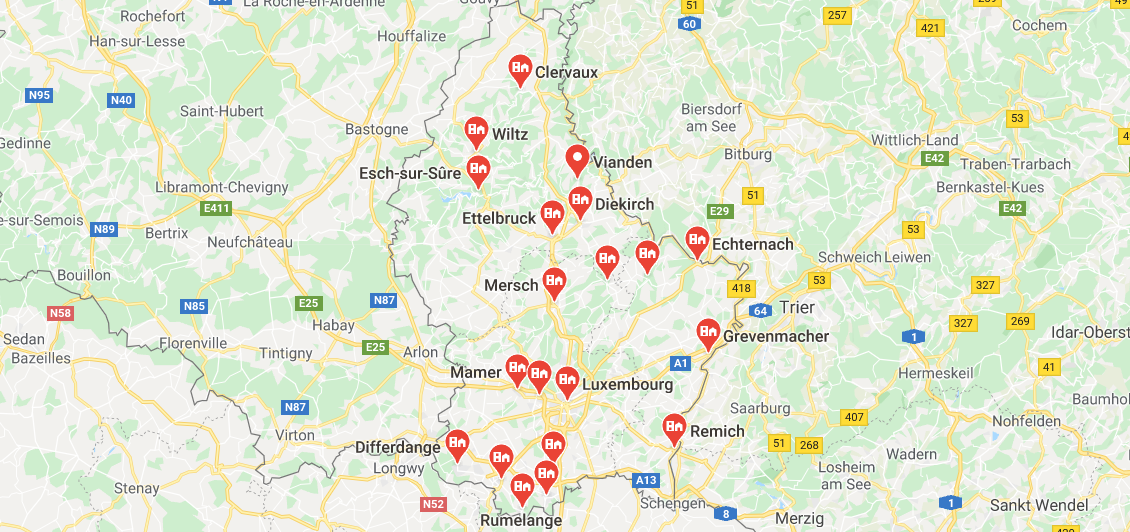 La Roche-en-Ardenne
51
257
Rochefort
60
421
Cochem
Han-sur-Lesse
Houffalize
Clervaux
N95
N40
Saint-Hubert
Biersdorf
am See
53
Bastogne
Wiltz
Wittlich-Land
Gedinne
Bitburg
E42
Vianden
Traben-Trarbach
Esch-sur-Sûre
Libramont-Chevigny
51
Bernkastel-Kues
E411
Diekirch
E29
E42
Ettelbruck
e-sur-Semois
N89
Bertrix
53
Neufchâteau
Echternach
Schweich
Leiwen
Bouillon
Mersch
53
327
418
N87
N85
E25
64
Trier
N58
Habay
327
269
Sedan
Florenville
1
Idar-Oberst
Grevenmacher
Bazeilles
Tintigny
E25
Arlon
A1
41
Mamer
Hermeskeil
Luxembourg
Baumho
N87
Saarburg
407
Nohfelden
Virton
Remich
Differdange
51
268
Wadern
Longwy
Losheim
am See
A13
Stenay
N52
Schengen
1
Sankt Wendel
Rumelange
8
Merzig